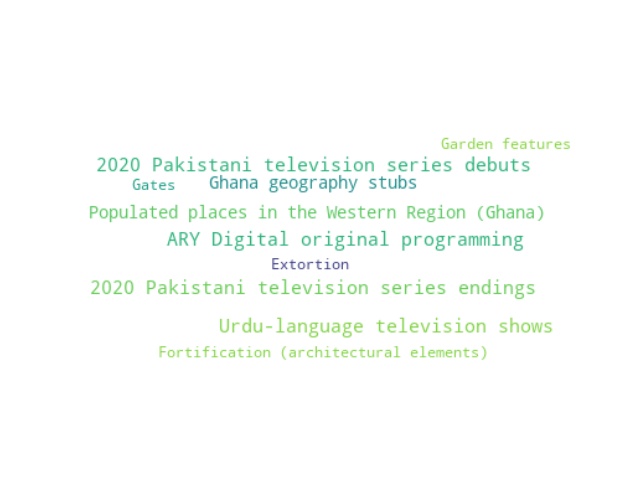 Garden features
2020 Pakistani television series debuts
Gates
Ghana geography stubs
Populated places in the Western Region (Ghana)
ARY Digital original programming
Extortion
2020 Pakistani television series endings
Urdu-language television shows
Fortification (architectural elements)